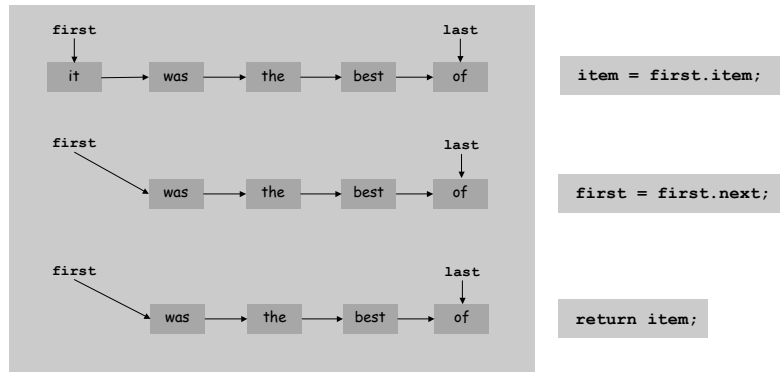 first last
it was the best of
item = first.item;
first last
was the best of
first = first.next;
first last
was the best of
return item;